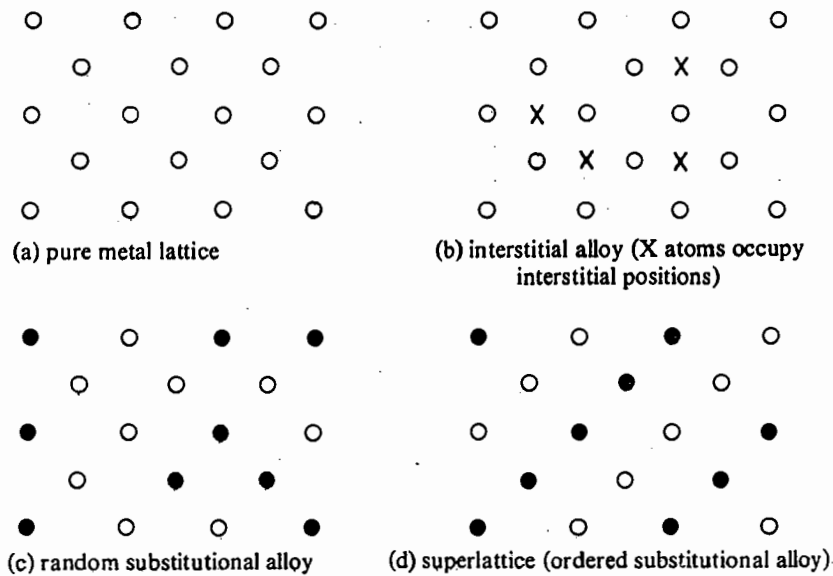 X
X
X X
(a) pure metal lattice
(b) interstitial alloy (X atoms occupy
interstitial positions)
(c) random substitutional alloy
(d) superlattice (ordered substitutional alloy)